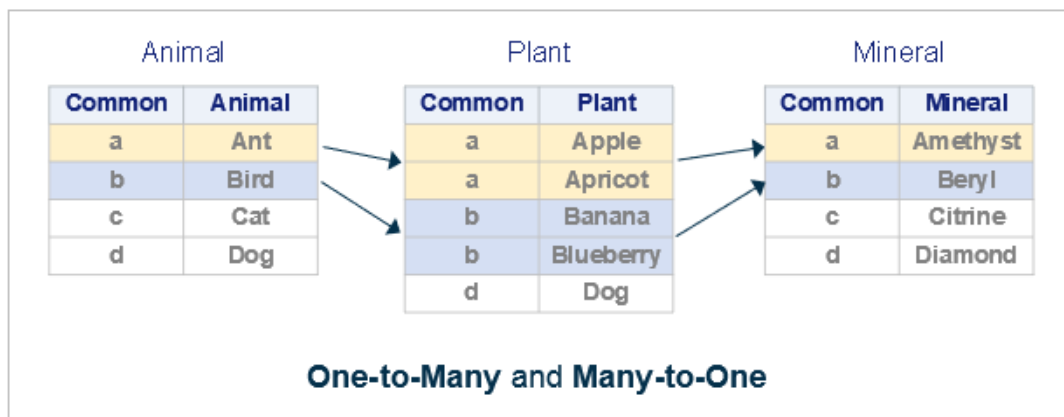 Animal
Plant
Mineral
Common Animal
a Ant
b Bird
c Cat
d Dog
Common Plant
a Apple
a Apricot
b Banana
b Blueberry
d Dog
Common Mineral
a Amethyst
b Beryl
c Citrine
d Diamond
One-to-Many and Many-to-One